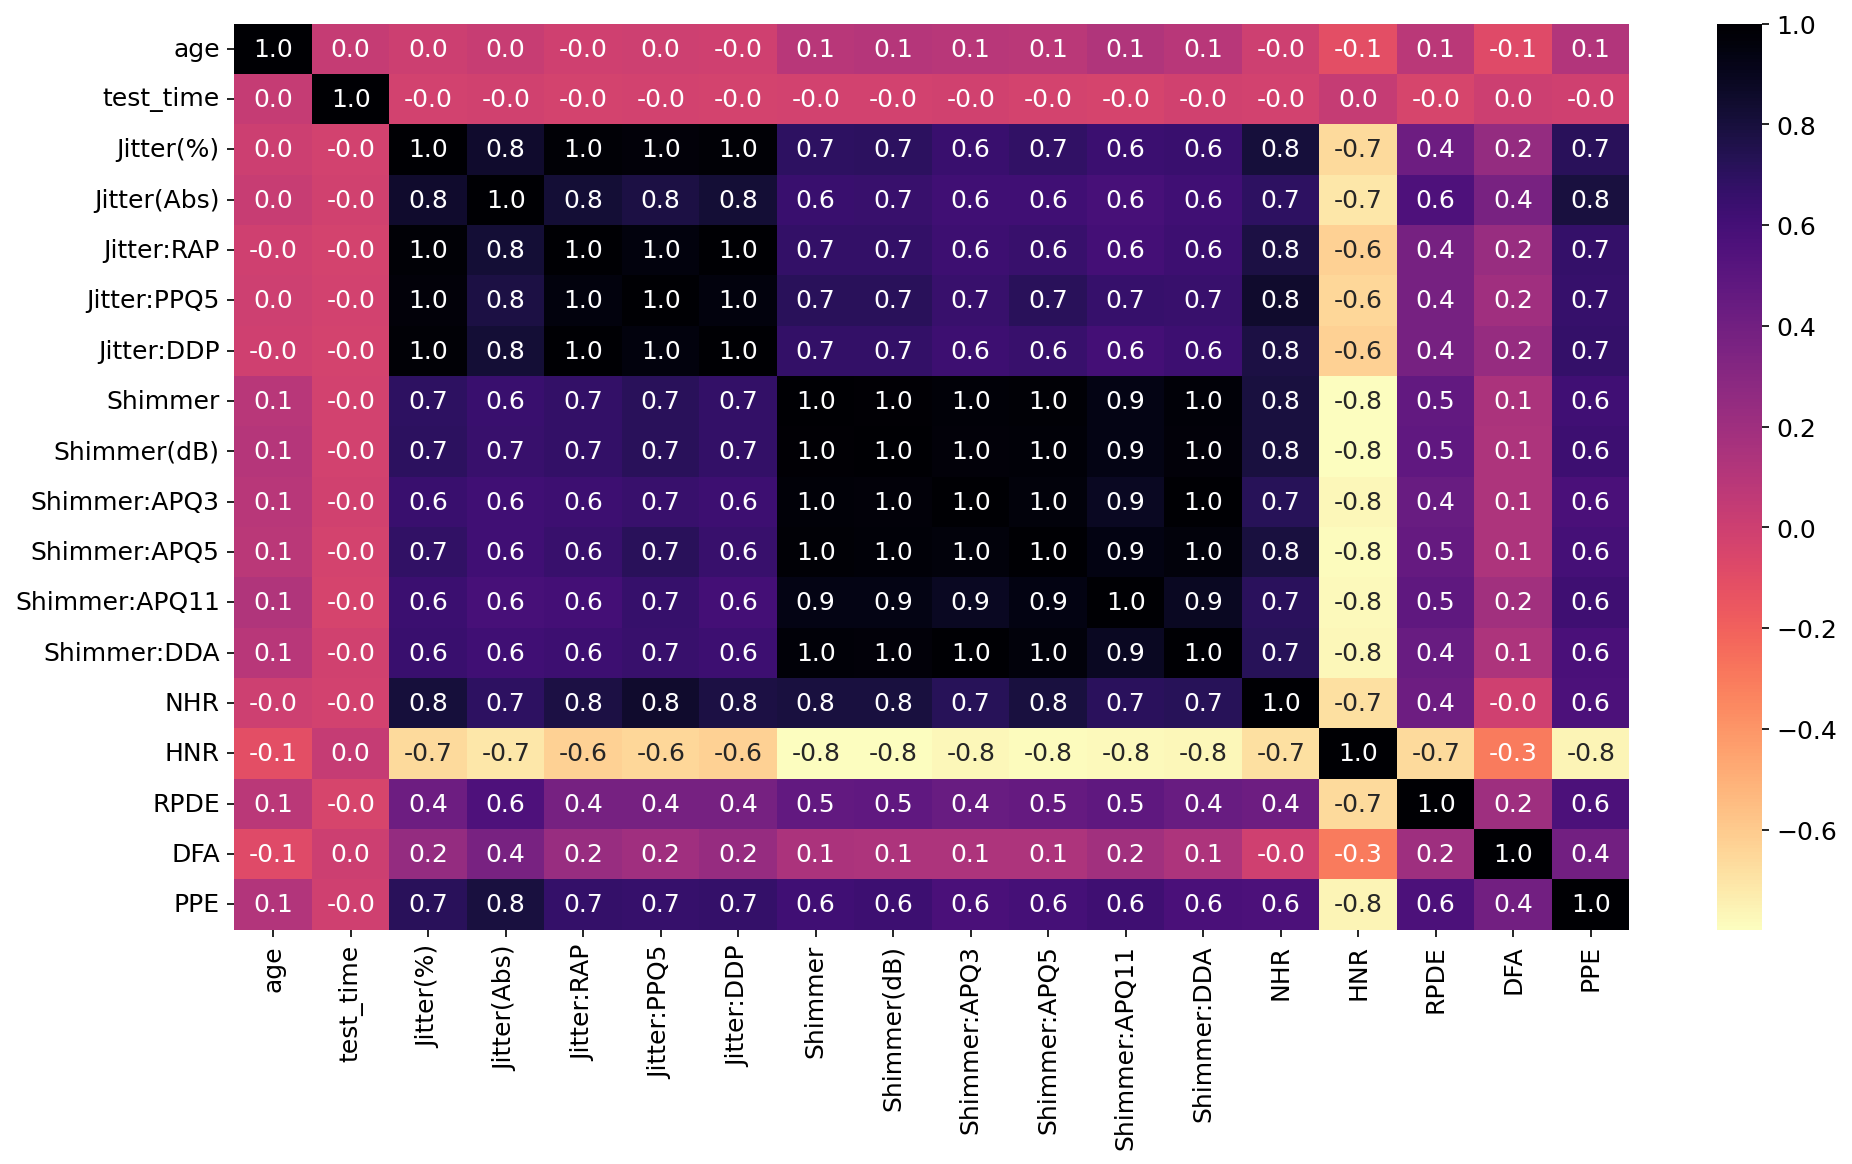 age 1.0 0.0 0.0 0.0 -0.0 0.0 -0.0 0.1 0.1 0.1 0.1 0.1 0.1 -0.0 -0.1 0.1 -0.1 0.1
test_time 0.0 1.0 -0.0 -0.0 -0.0 -0.0 -0.0 -0.0 -0.0 -0.0 -0.0 -0.0 -0.0 -0.0 0.0 -0.0 0.0 -0.0
Jitter(%) 0.0 -0.0 1.0 0.8 1.0 1.0 1.0 0.7 0.7 0.6 0.7 0.6 0.6 0.8 -0.7 0.4 0.2 0.7
Jitter(Abs) 0.0 -0.0 0.8 1.0 0.8 0.8 0.8 0.6 0.7 0.6 0.6 0.6 0.6 0.7 -0.7 0.6 0.4 0.8
Jitter:RAP -0.0 -0.0 1.0 0.8 1.0 1.0 1.0 0.7 0.7 0.6 0.6 0.6 0.6 0.8 -0.6 0.4 0.2 0.7
Jitter:PPQ5 0.0 -0.0 1.0 0.8 1.0 1.0 1.0 0.7 0.7 0.7 0.7 0.7 0.7 0.8 -0.6 0.4 0.2 0.7
Jitter:DDP -0.0 -0.0 1.0 0.8 1.0 1.0 1.0 0.7 0.7 0.6 0.6 0.6 0.6 0.8 -0.6 0.4 0.2 0.7
Shimmer 0.1 -0.0 0.7 0.6 0.7 0.7 0.7 1.0 1.0 1.0 1.0 0.9 1.0 0.8 -0.8 0.5 0.1 0.6
Shimmer(dB) 0.1 -0.0 0.7 0.7 0.7 0.7 0.7 1.0 1.0 1.0 1.0 0.9 1.0 0.8 -0.8 0.5 0.1 0.6
Shimmer:APQ3 0.1 -0.0 0.6 0.6 0.6 0.7 0.6 1.0 1.0 1.0 1.0 0.9 1.0 0.7 -0.8 0.4 0.1 0.6
Shimmer:APQ5 0.1 -0.0 0.7 0.6 0.6 0.7 0.6 1.0 1.0 1.0 1.0 0.9 1.0 0.8 -0.8 0.5 0.1 0.6
Shimmer:APQ11 0.1 -0.0 0.6 0.6 0.6 0.7 0.6 0.9 0.9 0.9 0.9 1.0 0.9 0.7 -0.8 0.5 0.2 0.6
Shimmer:DDA 0.1 -0.0 0.6 0.6 0.6 0.7 0.6 1.0 1.0 1.0 1.0 0.9 1.0 0.7 -0.8 0.4 0.1 0.6
NHR -0.0 -0.0 0.8 0.7 0.8 0.8 0.8 0.8 0.8 0.7 0.8 0.7 0.7 1.0 -0.7 0.4 -0.0 0.6
HNR -0.1 0.0 -0.7 -0.7 -0.6 -0.6 -0.6 -0.8 -0.8 -0.8 -0.8 -0.8 -0.8 -0.7 1.0 -0.7 -0.3 -0.8
RPDE 0.1 -0.0 0.4 0.6 0.4 0.4 0.4 0.5 0.5 0.4 0.5 0.5 0.4 0.4 -0.7 1.0 0.2 0.6
DFA -0.1 0.0 0.2 0.4 0.2 0.2 0.2 0.1 0.1 0.1 0.1 0.2 0.1 -0.0 -0.3 0.2 1.0 0.4
PPE 0.1 -0.0 0.7 0.8 0.7 0.7 0.7 0.6 0.6 0.6 0.6 0.6 0.6 0.6 -0.8 0.6 0.4 1.0
age
test_time
Jitter(%)
Jitter(Abs)
Jitter:RAP
Jitter:PPQ5
Jitter:DDP
Shimmer
Shimmer(dB)
Shimmer:APQ3
Shimmer:APQ5
Shimmer:APQ11
Shimmer:DDA
NHR
HNR
RPDE
DFA
PPE
1.0
0.8
0.6
0.4
0.2
0.0
−0.2
−0.4
−0.6